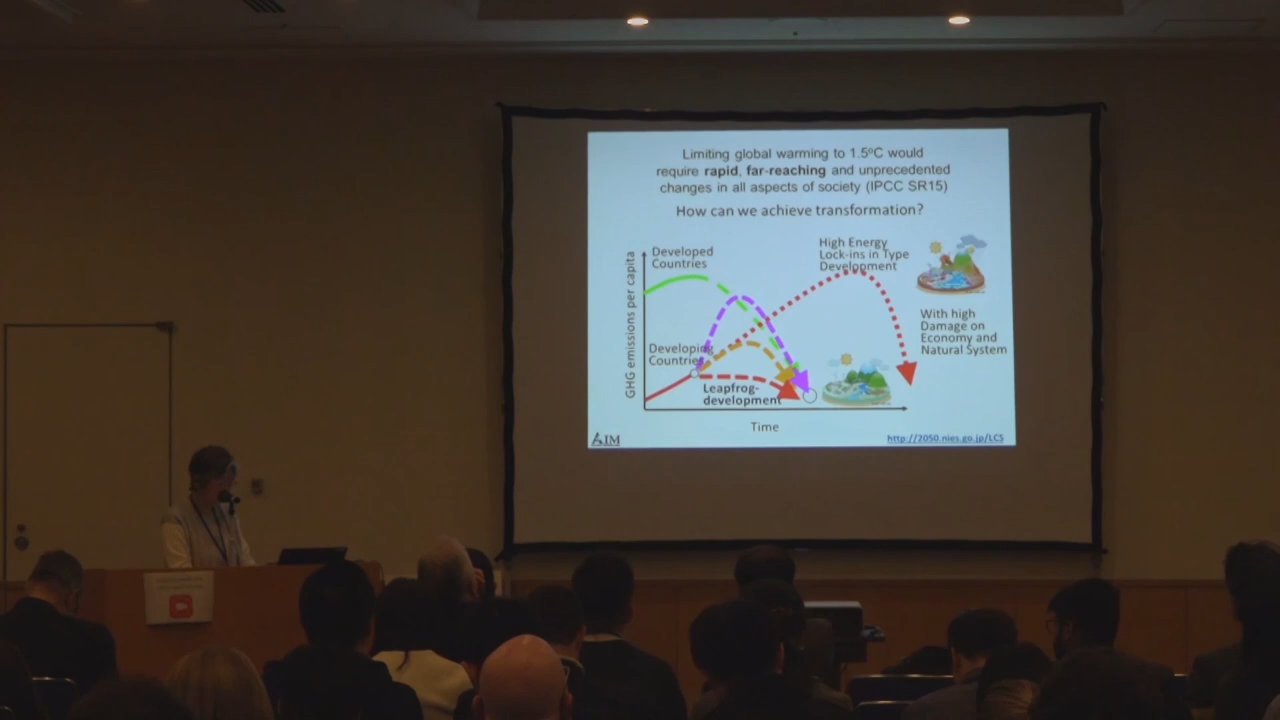 Limiting global warming to 1.5ºC would
require rapid, far-reaching and unprecedented
changes in all aspects of society (IPCC SR15)
How can we achieve transformation?
Developed
Countries
High Energy
Lock-ins in Type
Development
With high
Damage on
Economy and
Natural System
GHG emissions per capita
Developing
Countries
Leapfrog-
development
Time
AIM
http://2050.nies.go.jp/LCS